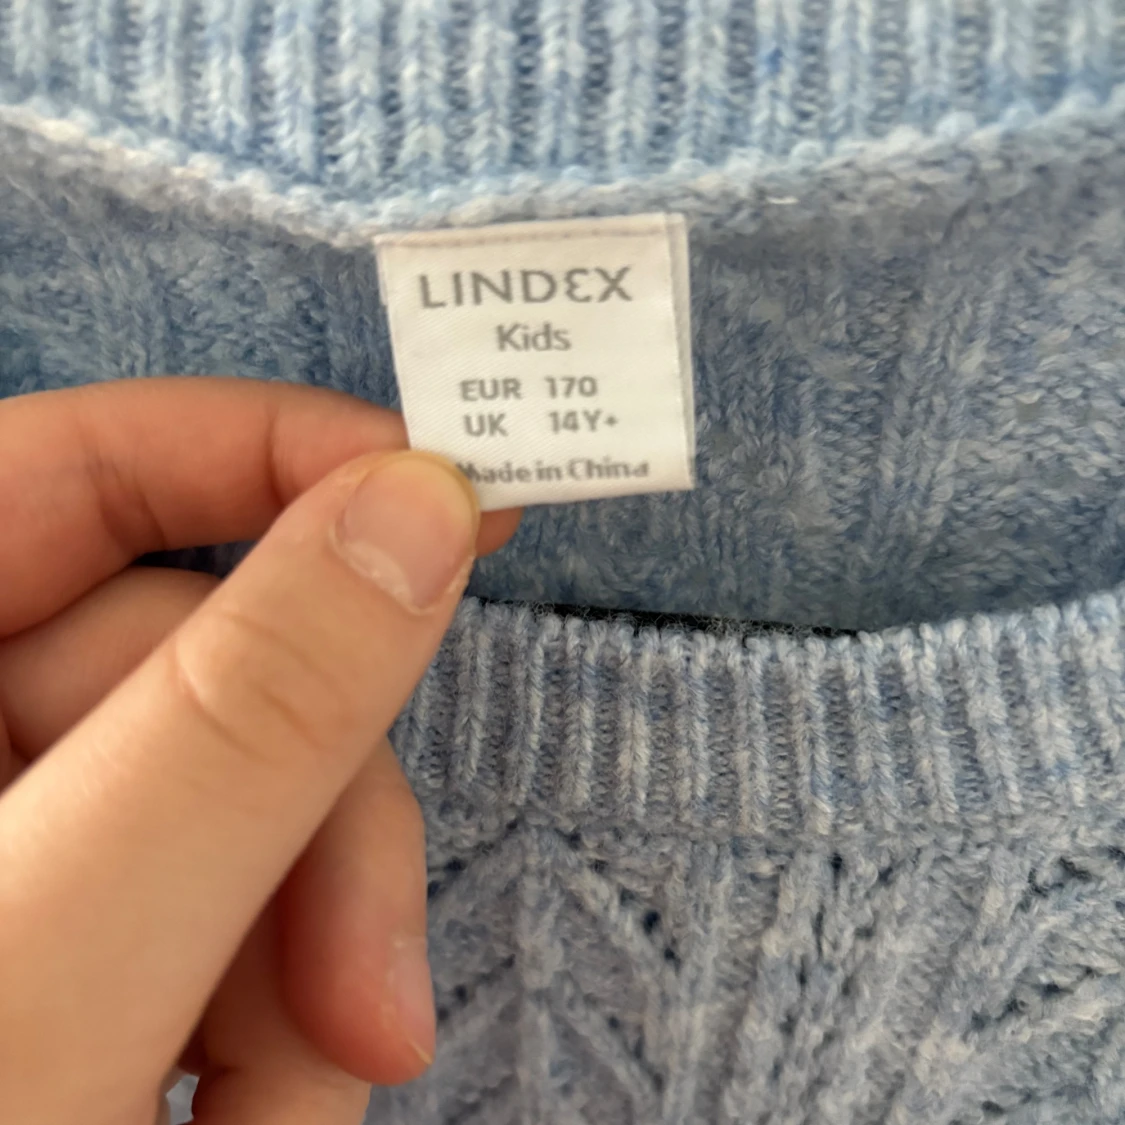 LINDEX
Kids
EUR 170
UK 14Y+
Made in China